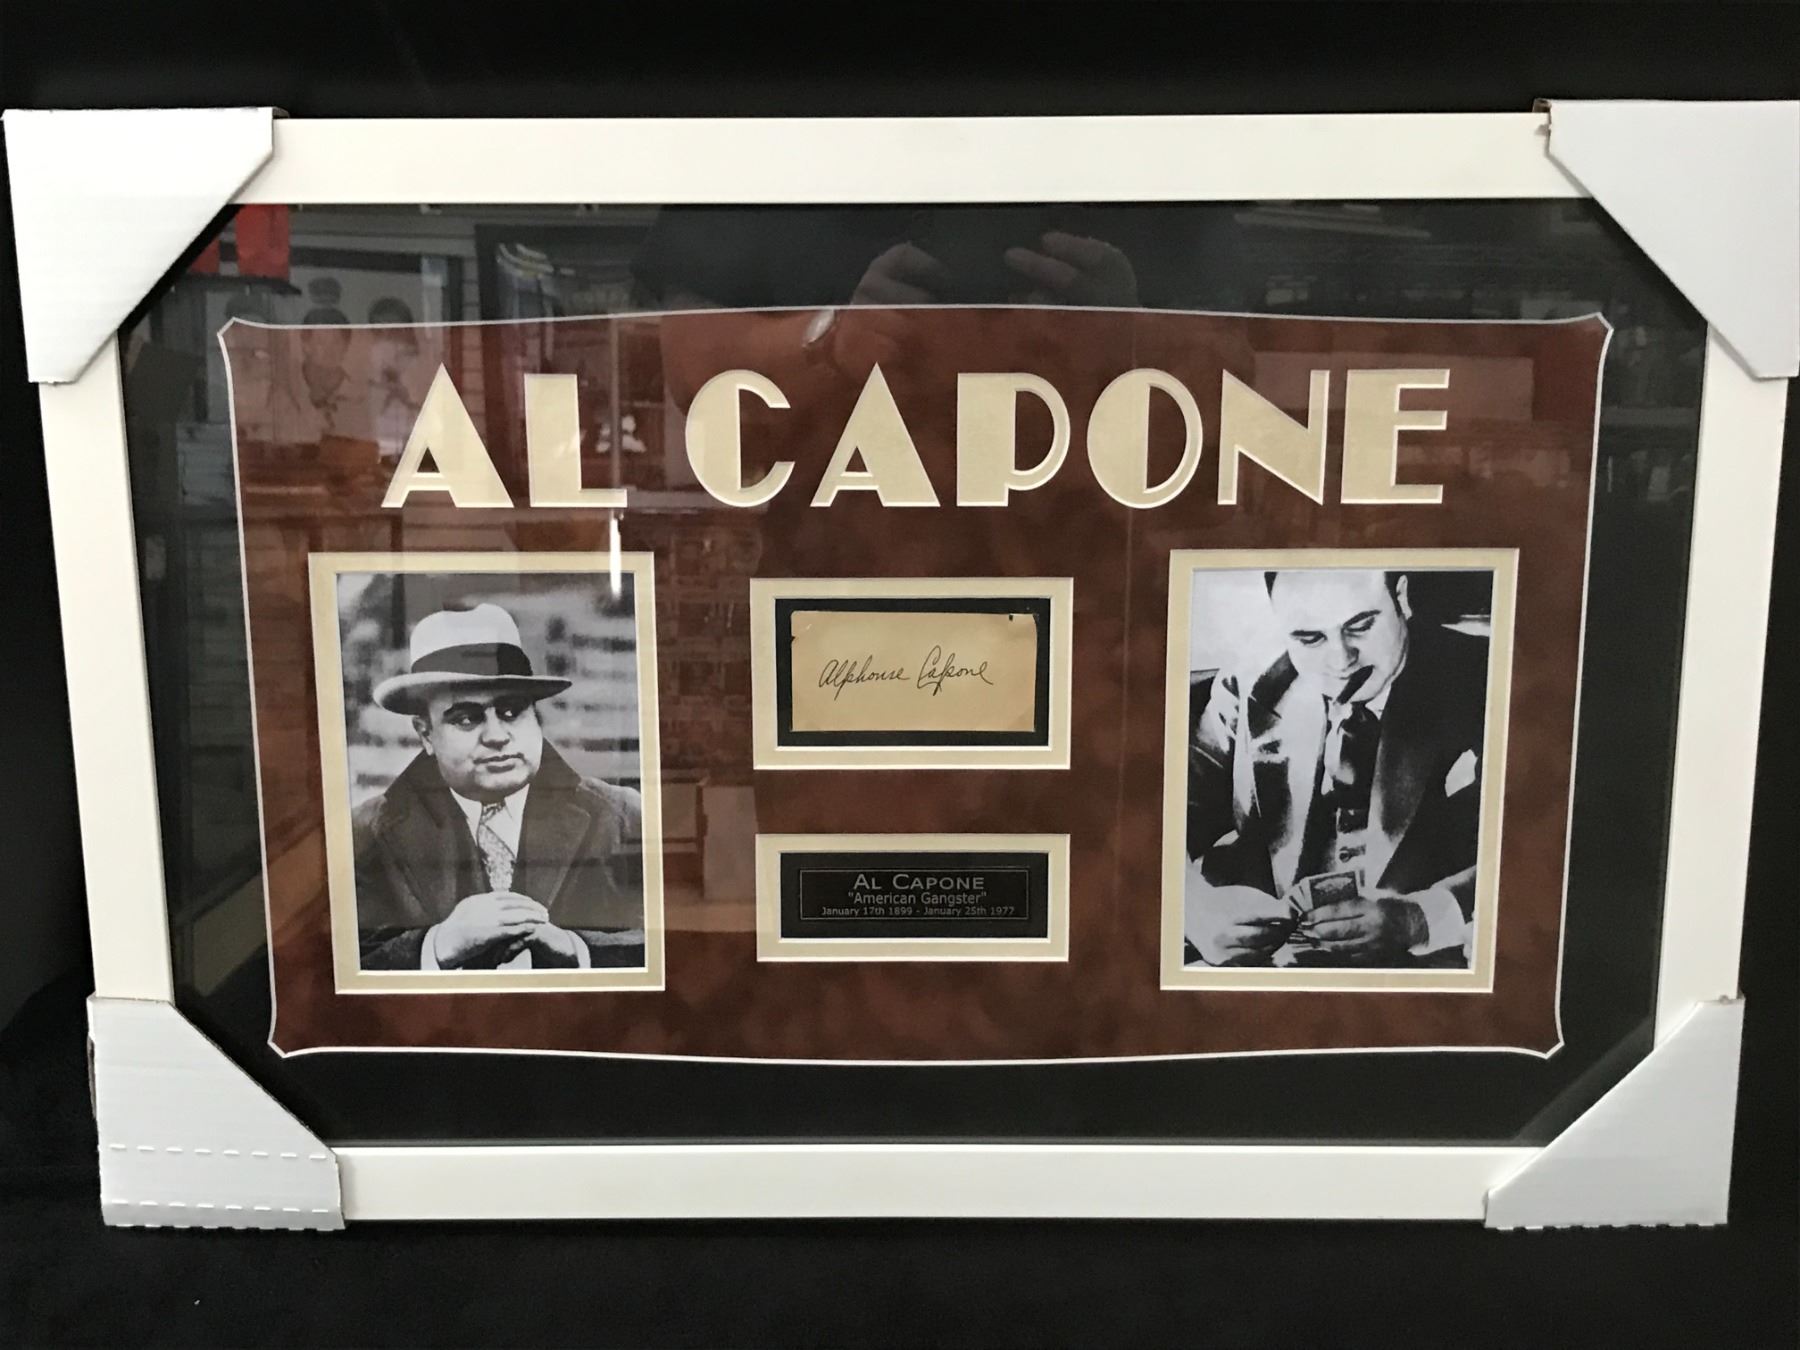 AL CAPONE
Alphonse Capone
AL CAPONE
"American Gangster"
January 17th 1899 - January 25th 1977